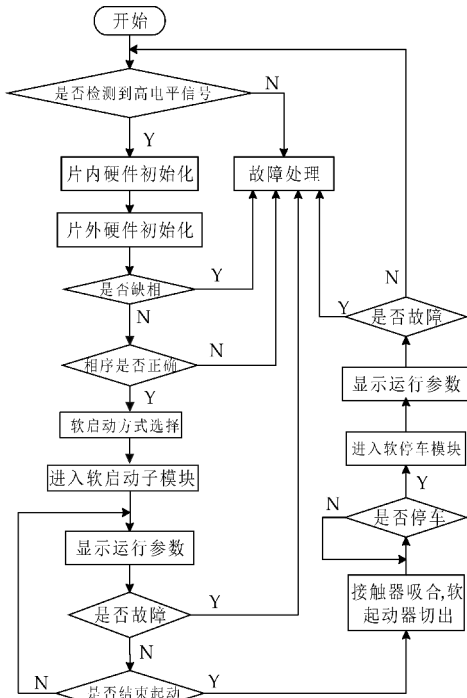 开始
是否检测到高电平信号
N
Y
片内硬件初始化
故障处理
片外硬件初始化
是否缺相
Y
N
N
Y
是否故障
相序是否正确
N
Y
显示运行参数
软启动方式选择
进入软停车模块
进入软启动子模块
Y
N
是否停车
显示运行参数
接触器吸合,软
起动器切出
是否故障
Y
N
N
是否结束起动
Y